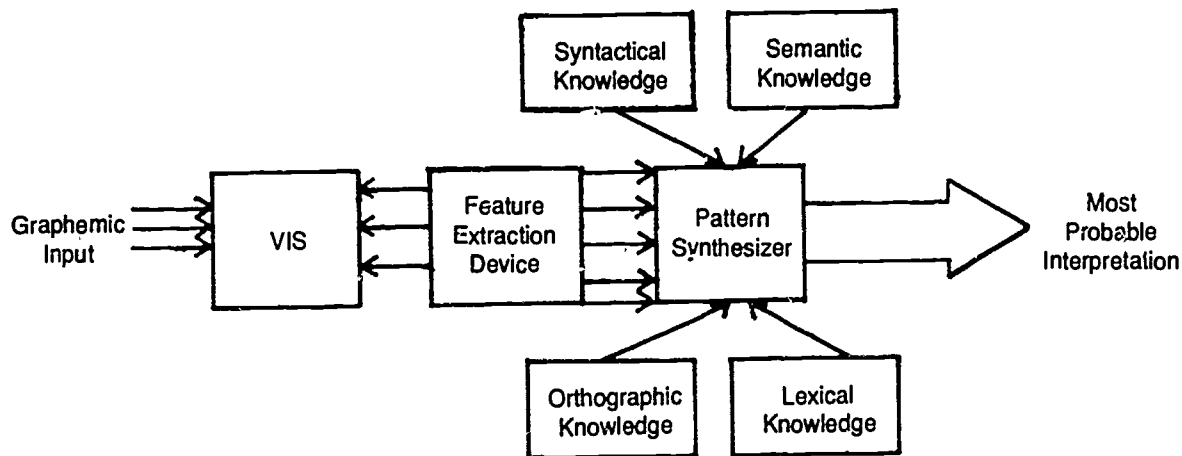 Syntactical
Knowledge
Semantic
Knowledge
Graphemic
Input
VIS
Feature
Extraction
Device
Pattern
Synthesizer
Most
Probable
Interpretation
Orthographic
Knowledge
Lexical
Knowledge